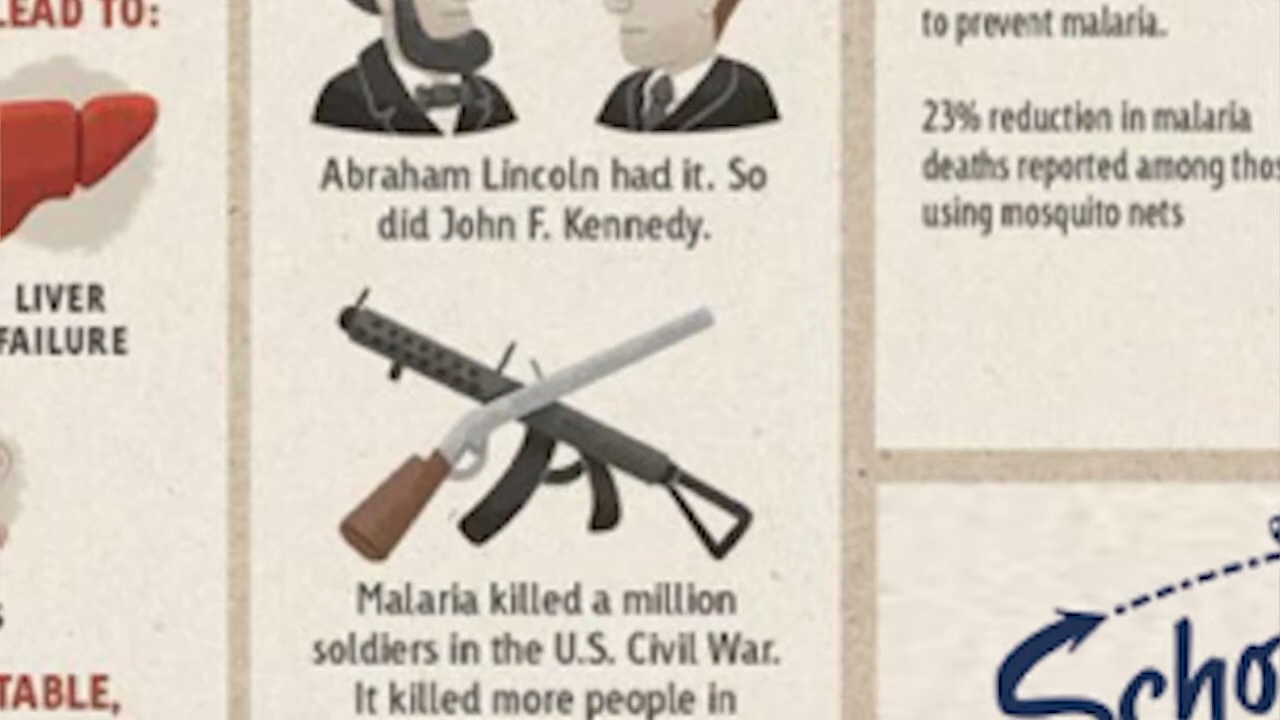 LEAD TO:
LIVER
FAILURE
TABLE,
Abraham Lincoln had it. So
did John F. Kennedy.
Malaria killed a million
soldiers in the U.S. Civil War.
It killed more people in
to prevent malaria.
23% reduction in malaria
deaths reported among
using mosquito nets